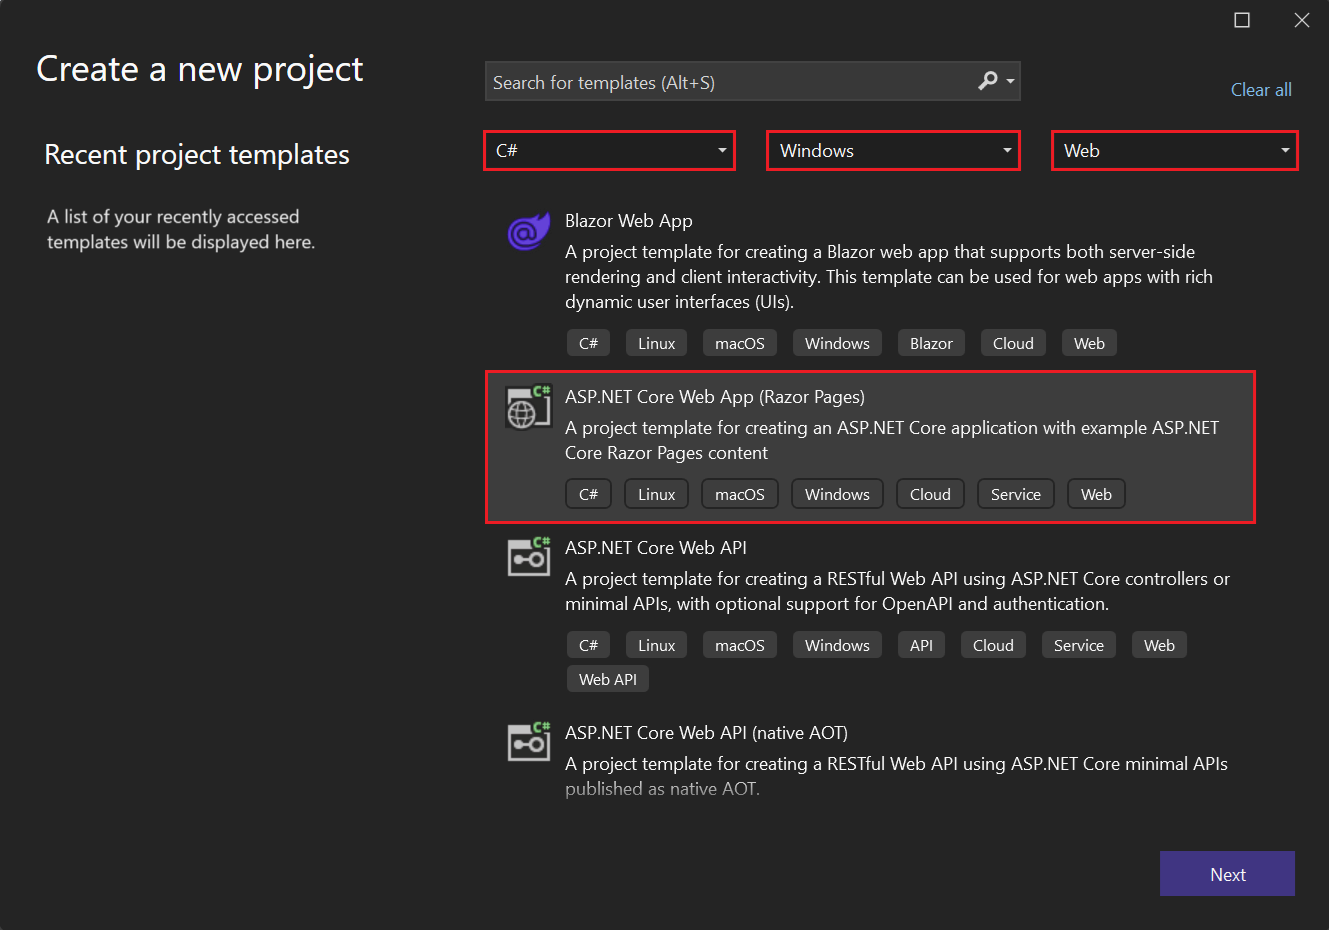 Create a new project
Search for templates (Alt+S)
Clear all
Recent project templates
A list of your recently accessed
templates will be displayed here.
C#
Windows
Web
Blazor Web App
A project template for creating a Blazor web app that supports both server-side
rendering and client interactivity. This template can be used for web apps with rich
dynamic user interfaces (UIs).
C# Linux macOS Windows Blazor Cloud Web
C#
ASP.NET Core Web App (Razor Pages)
A project template for creating an ASP.NET Core application with example ASP.NET
Core Razor Pages content
C# Linux macOS Windows Cloud Service Web
C#
ASP.NET Core Web API
A project template for creating a RESTful Web API using ASP.NET Core controllers or
minimal APIs, with optional support for OpenAPI and authentication.
C# Linux macOS Windows API Cloud Service Web
Web API
C#
ASP.NET Core Web API (native AOT)
A project template for creating a RESTful Web API using ASP.NET Core minimal APIs
published as native AOT.
Next